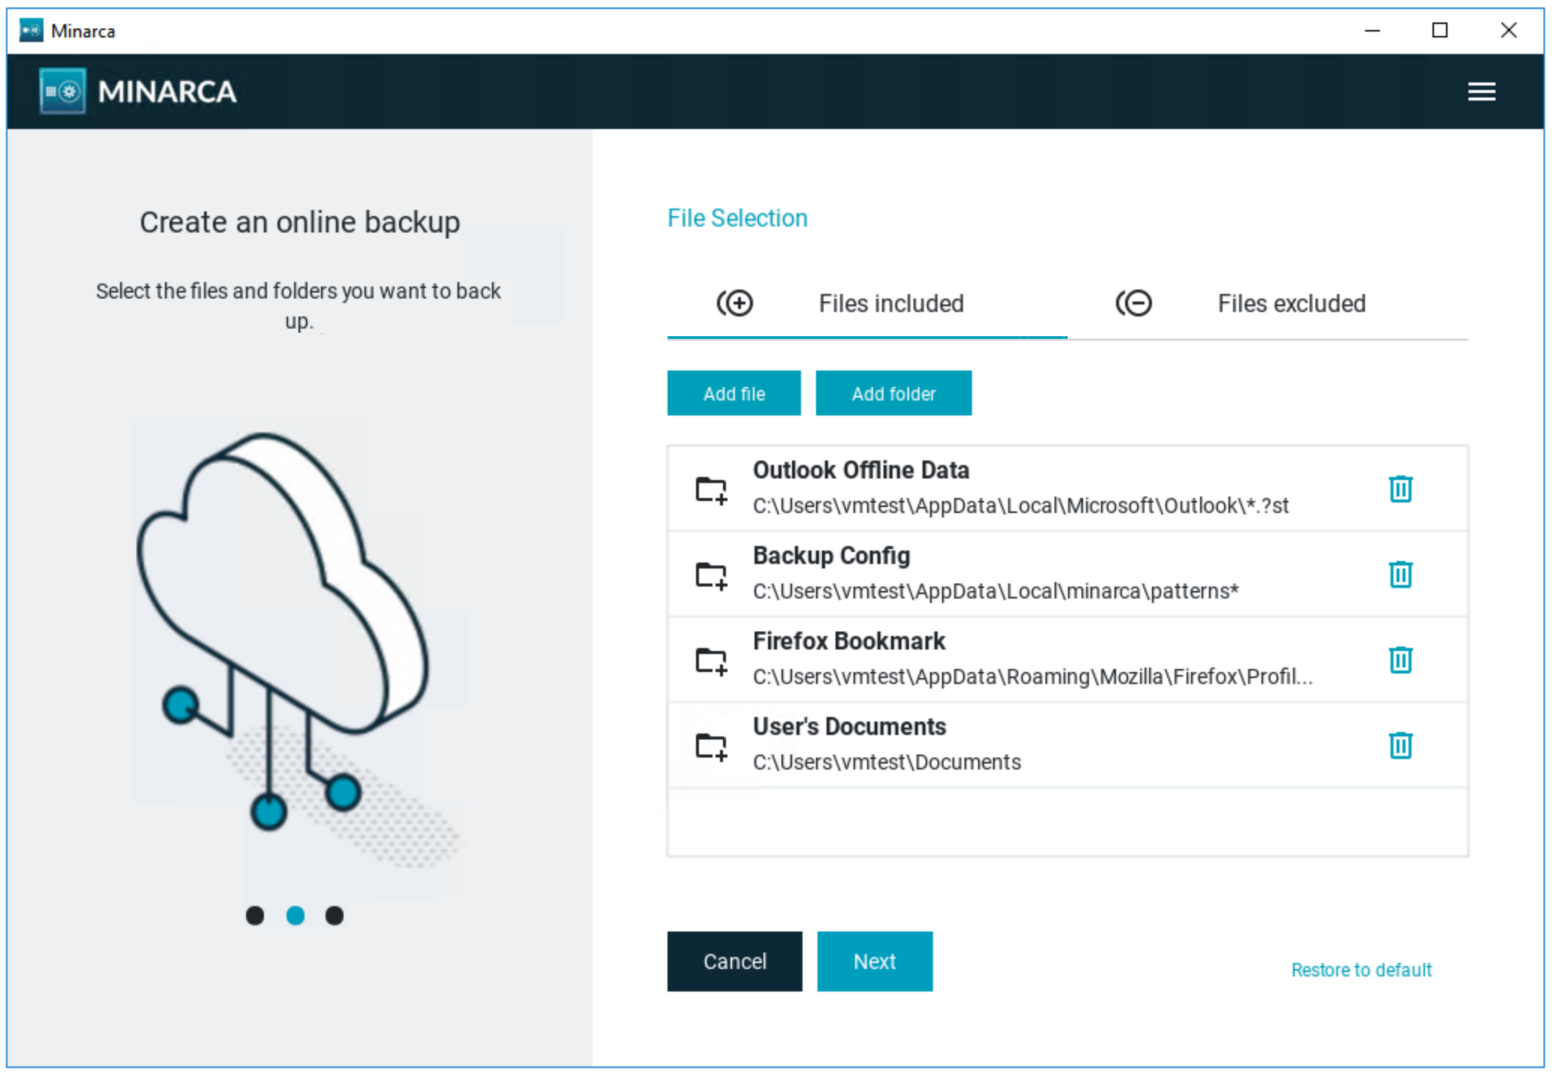 Minarca
MINARCA
Create an online backup
Select the files and folders you want to back
up.
File Selection
Files included
Files excluded
Add file
Add folder
Outlook Offline Data
C:\Users\vmtest\AppData\Local\Microsoft\Outlook\*.?st
Backup Config
C:\Users\vmtest\AppData\Local\minarca\patterns*
Firefox Bookmark
C:\Users\vmtest\AppData\Roaming\Mozilla\Firefox\Profil...
User's Documents
C:\Users\vmtest\Documents
Cancel
Next
Restore to default